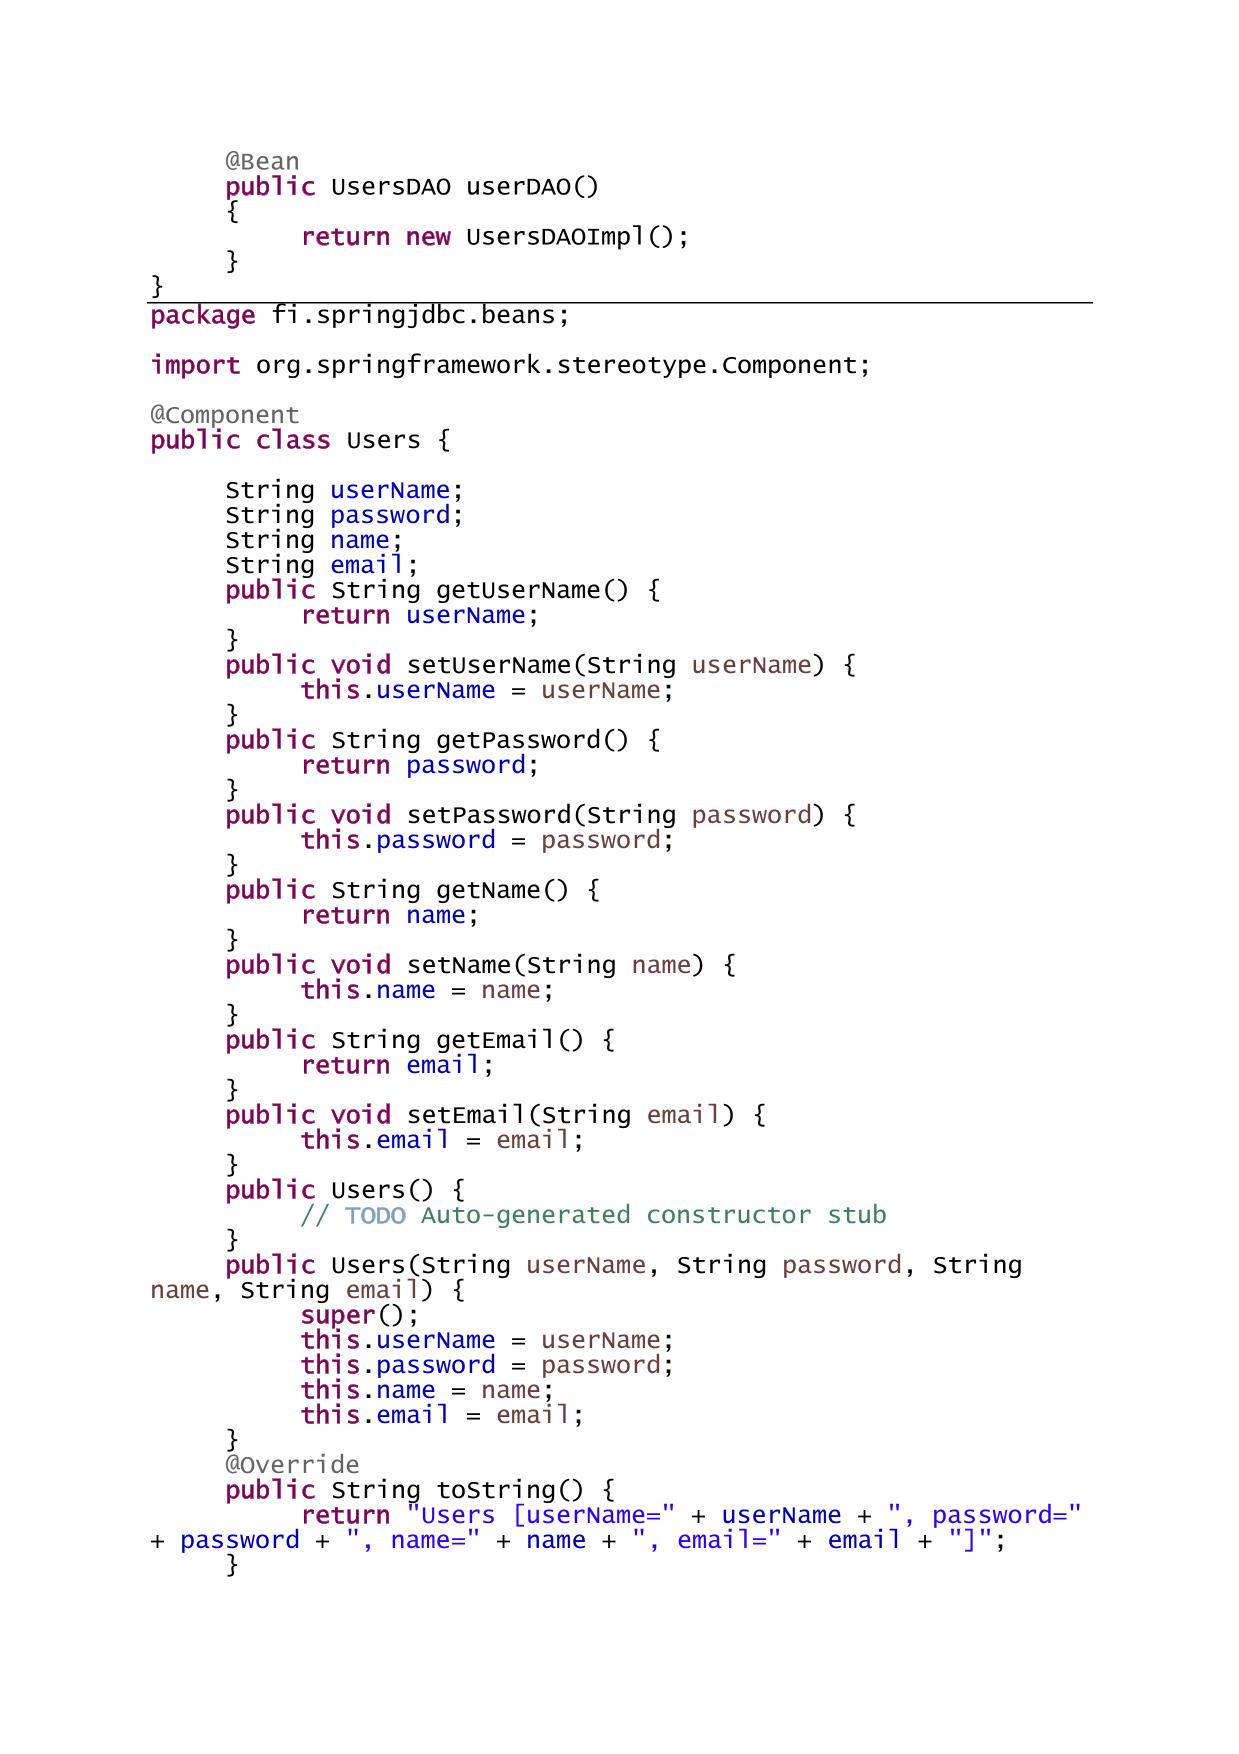 @Bean
public UsersDAO userDAO()
{
return new UsersDAOImpl();
}
}
package fi.springjdbc.beans;
import org.springframework.stereotype.Component;
@Component
public class Users {
String userName;
String password;
String name;
String email;
public String getUserName() {
return userName;
}
public void setUserName(String userName) {
this.userName = userName;
}
public String getPassword() {
return password;
}
public void setPassword(String password) {
this.password = password;
}
public String getName() {
return name;
}
public void setName(String name) {
this.name = name;
}
public String getEmail() {
return email;
}
public void setEmail(String email) {
this.email = email;
}
public Users() {
// TODO Auto-generated constructor stub
}
public Users(String userName, String password, String
name, String email) {
super();
this.userName = userName;
this.password = password;
this.name = name;
this.email = email;
}
@Override
public String toString() {
return "Users [userName=" + userName + ", password="
+ password + ", name=" + name + ", email=" + email + "]";
}